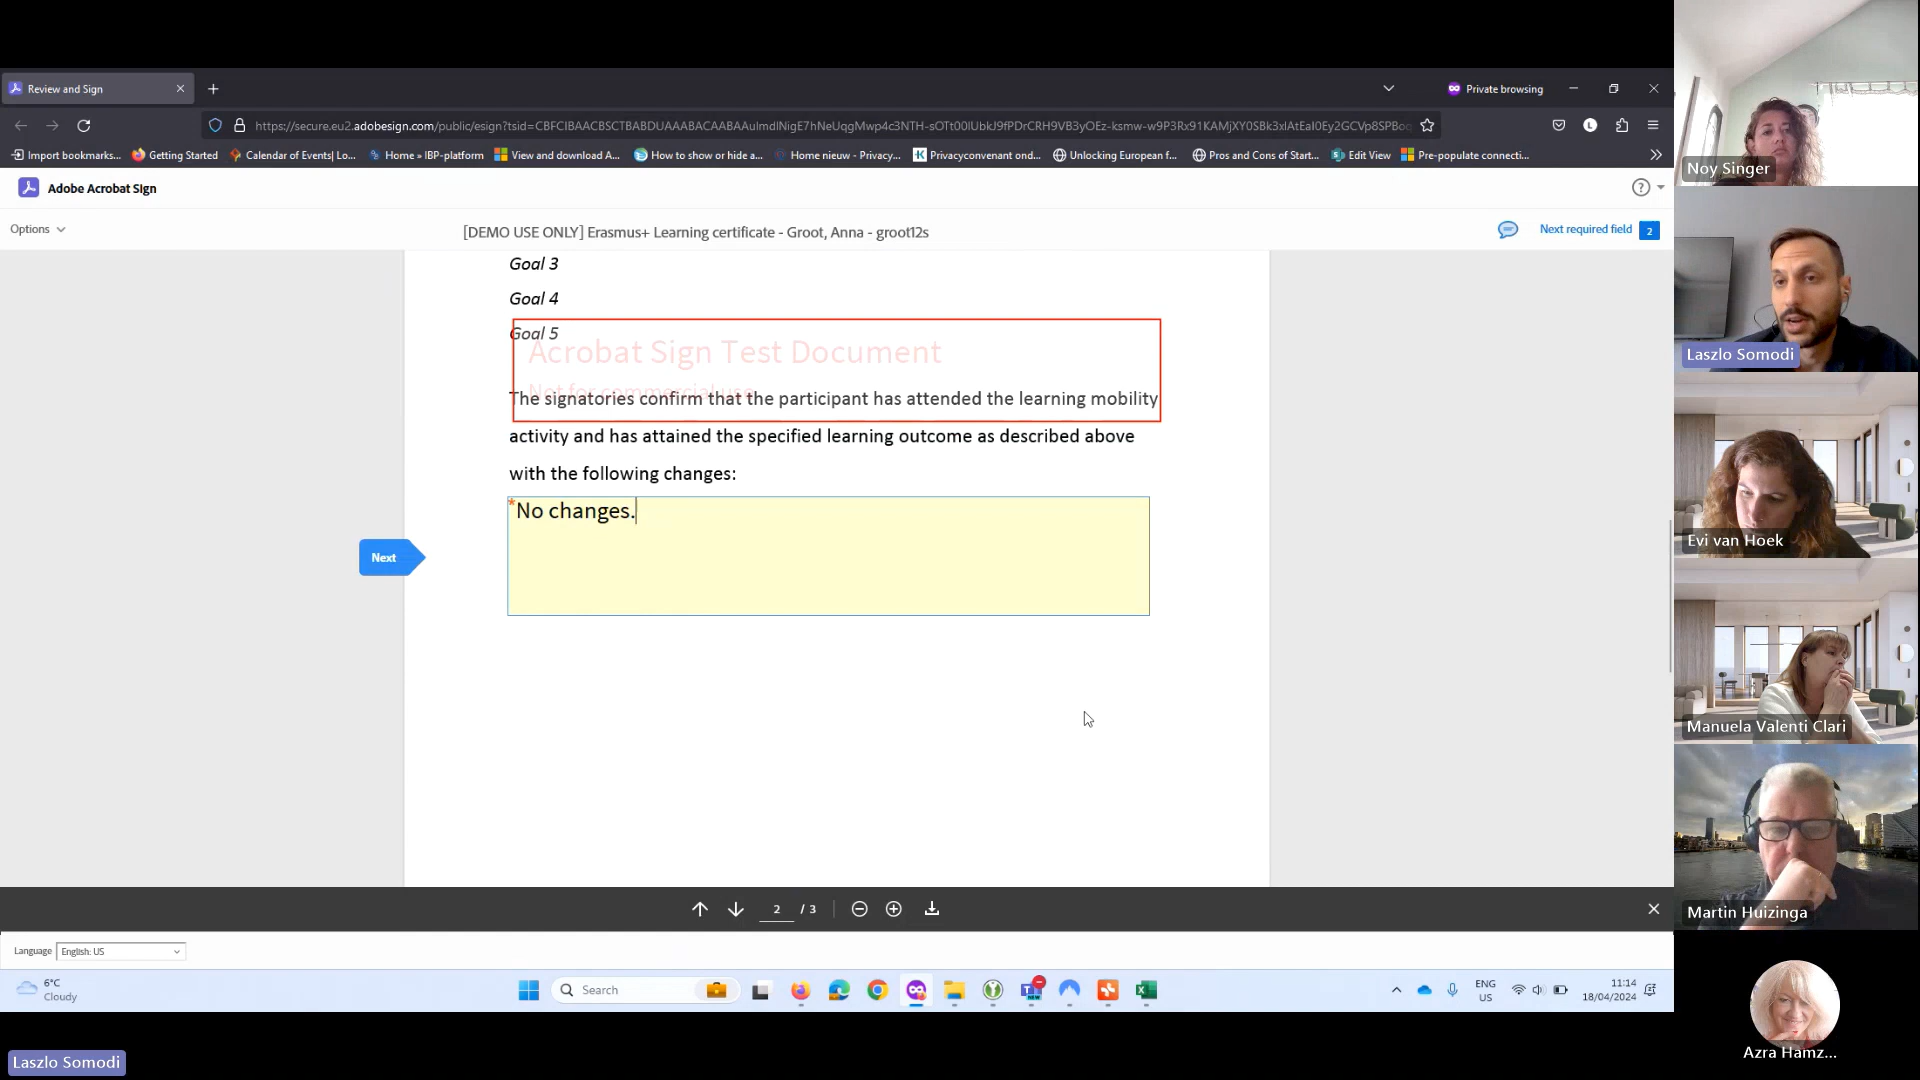 Review and Sign
Private browsing
https://secure.eu2.adobesign.com/public/esign?
Import bookmarks...
Getting Started
Calendar of Events| Lo...
Home » IBP-platform
View and download A...
How to show or hide a...
Home nieuw - Privacy...
Privacyconvenant ond...
Unlocking European f...
Pros and Cons of Start...
Edit View
Pre-populate connecti...
Adobe Acrobat Sign
Options
[DEMO USE ONLY] Erasmus+ Learning certificate - Groot, Anna - groot12s
Next required field 2
Goal 3
Goal 4
Goal 5
Acrobat Sign Test Document
Not for commercial use
The signatories confirm that the participant has attended the learning mobility
activity and has attained the specified learning outcome as described above
with the following changes:
*No changes.
Next
2 / 3
Language English: US
6°C
Cloudy
Search
NEW
ENG
US
11:14
18/04/2024
Noy Singer
Laszlo Somodi
Evi van Hoek
Manuela Valenti Clari
Martin Huizinga
Azra Hamz...
Laszlo Somodi